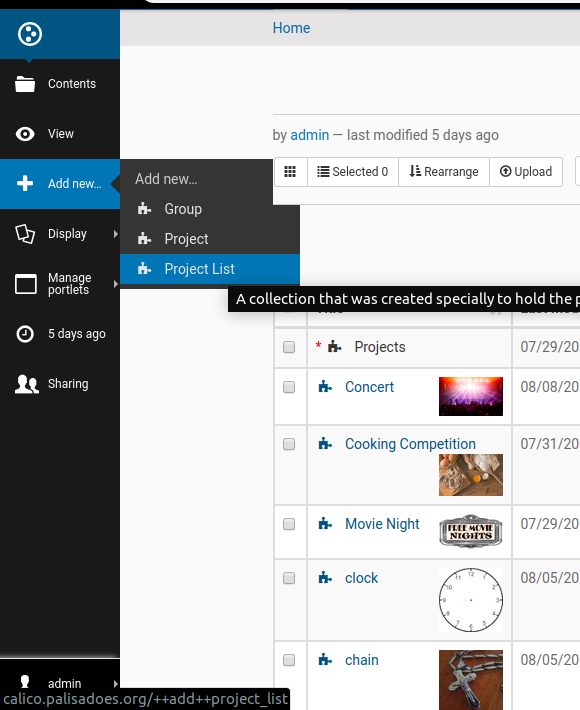 Home
Contents
View
Add new...
Display
Manage
portlets
5 days ago
Sharing
admin
by admin — last modified 5 days ago
Selected 0
Rearrange
Upload
Add new...
Group
Project
Project List
A collection that was created specially to hold the p
* Projects
07/29/20
Concert
08/08/20
Cooking Competition
07/31/20
Movie Night
FREE MOVIE
NIGHTS
07/29/20
clock
08/05/20
chain
08/05/20
calico.palisadoes.org/++add++project_list